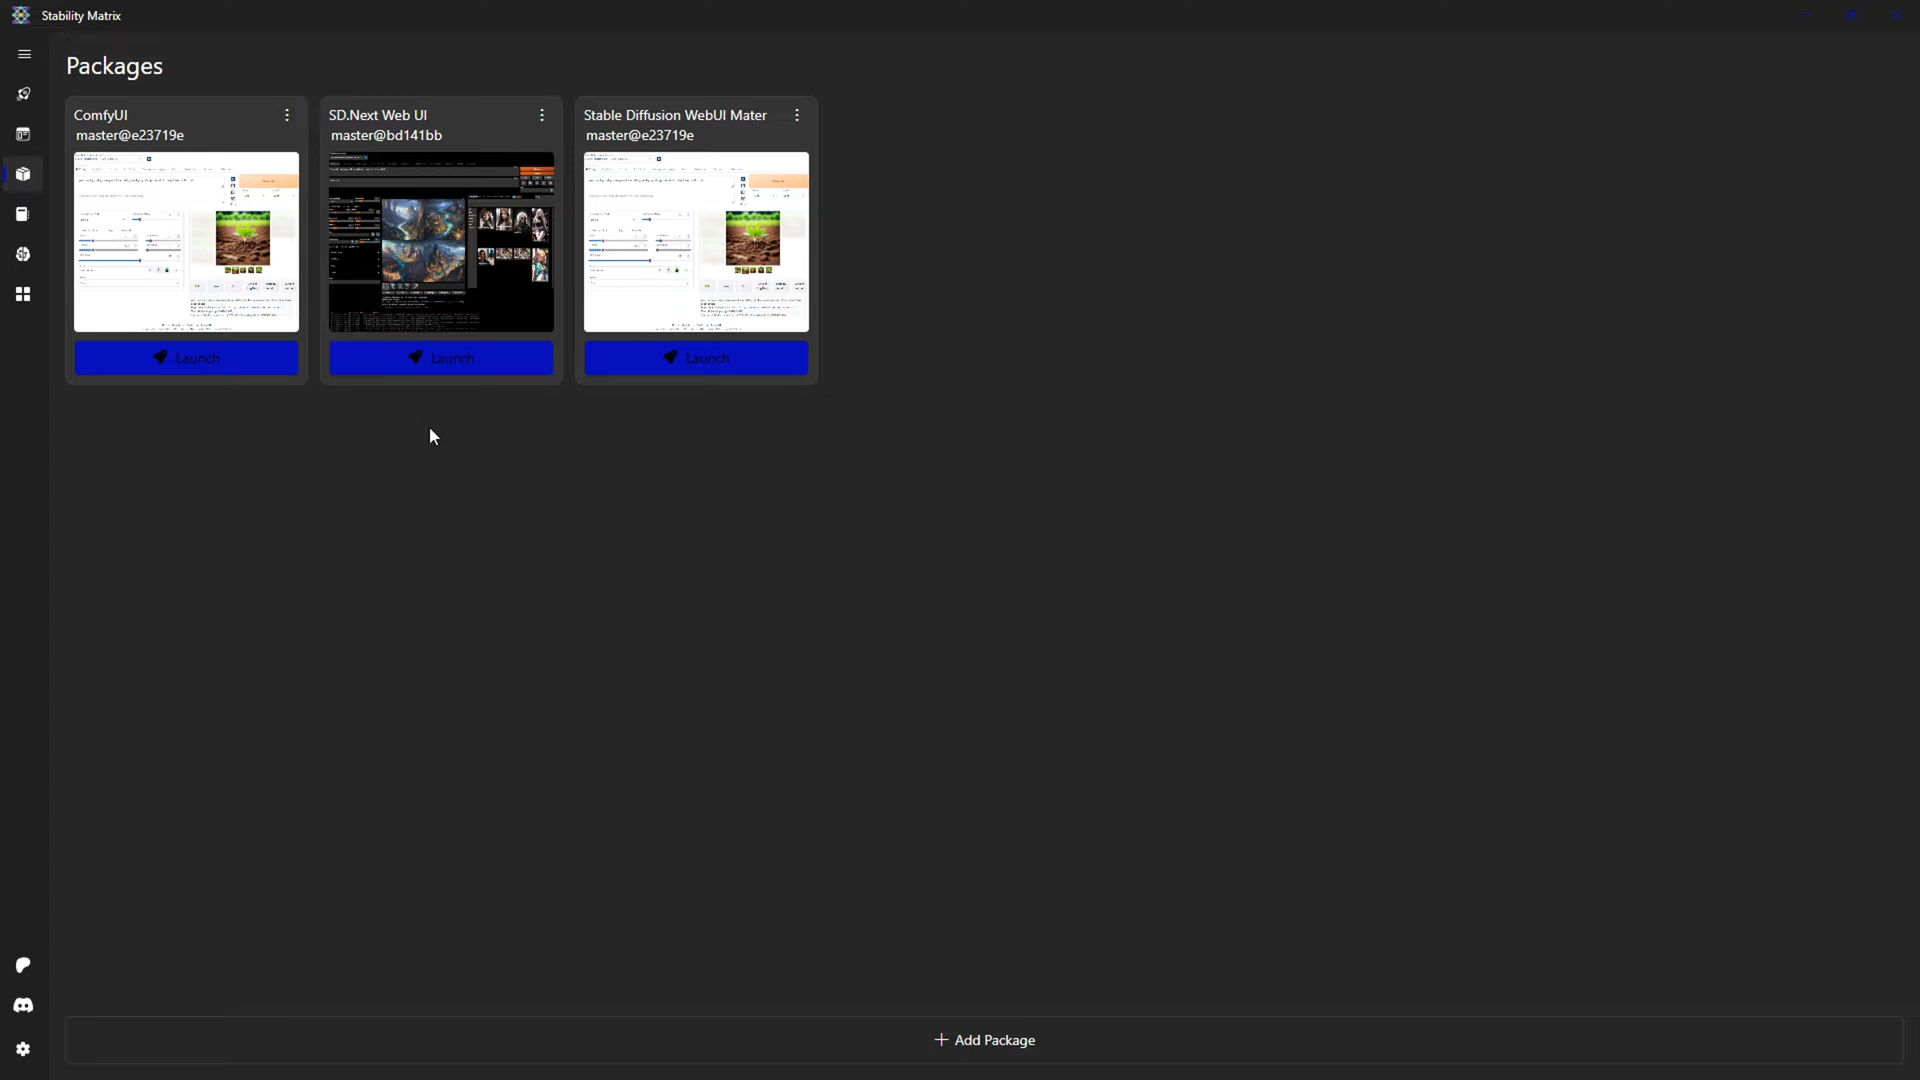 Stability Matrix
Packages
ComfyUI
master@e23719e
Launch
SD.Next Web UI
master@bd141bb
Launch
Stable Diffusion WebUI Mater
master@e23719e
Launch
Add Package